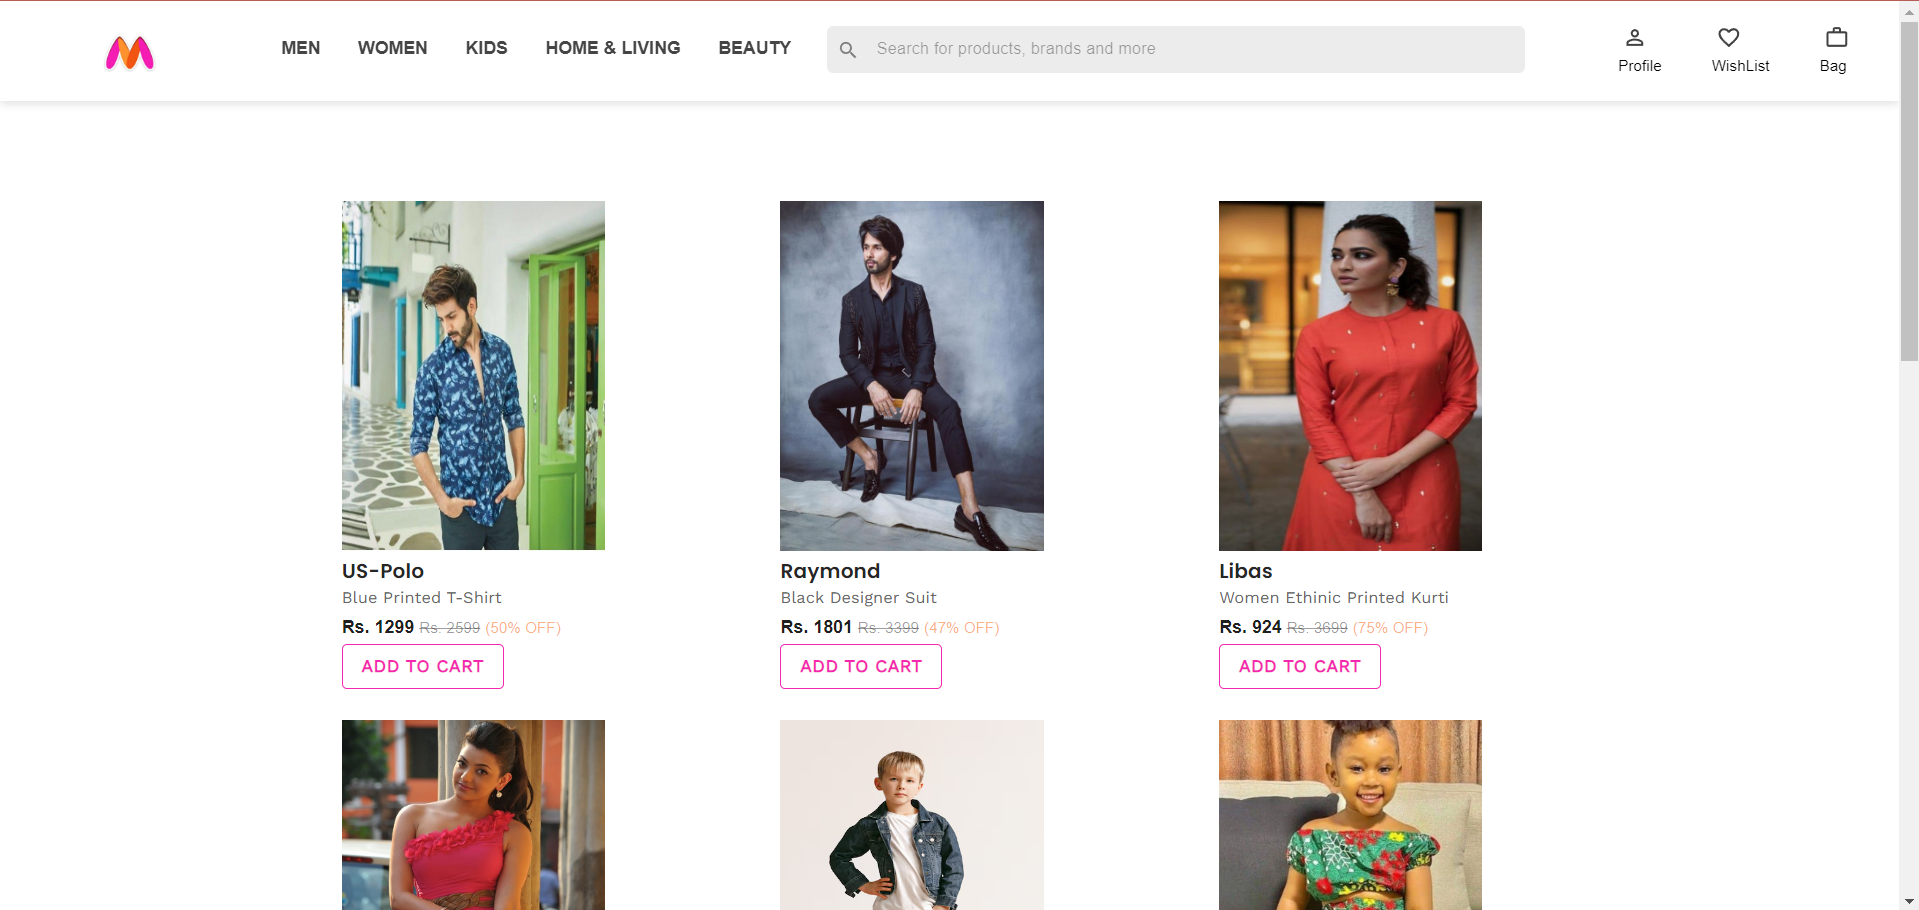 MEN WOMEN KIDS HOME & LIVING BEAUTY Search for products, brands and more Profile WishList Bag
US-Polo
Blue Printed T-Shirt
Rs. 1299 Rs. 2599 (50% OFF)
ADD TO CART
Raymond
Black Designer Suit
Rs. 1801 Rs. 3399 (47% OFF)
ADD TO CART
Libas
Women Ethinic Printed Kurti
Rs. 924 Rs. 3699 (75% OFF)
ADD TO CART